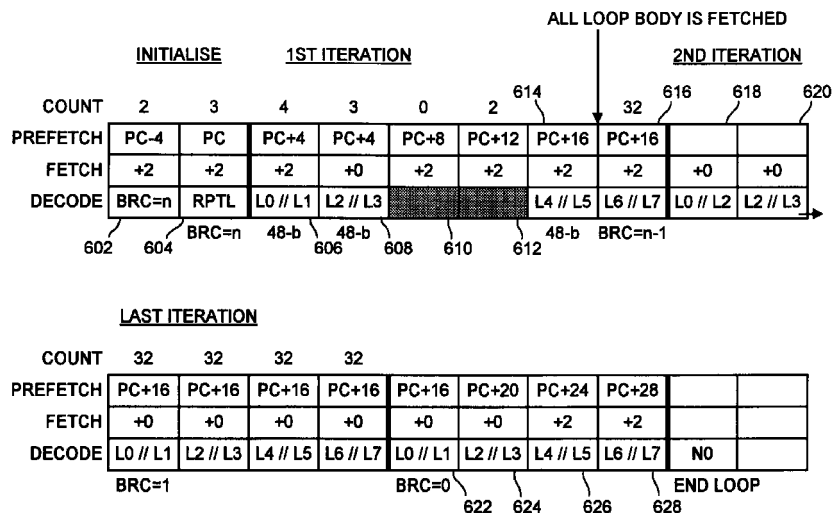 ALL LOOP BODY IS FETCHED
INITIALISE 1ST ITERATION 2ND ITERATION
COUNT 2 3 4 3 0 2 614 32 616 618 620
PREFETCH PC-4 PC PC+4 PC+4 PC+8 PC+12 PC+16 PC+16
FETCH +2 +2 +2 +0 +2 +2 +2 +2 +0 +0
DECODE BRC=n RPTL L0 // L1 L2 // L3 L4 // L5 L6 // L7 L0 // L2 L2 // L3
602 604 BRC=n 48-b 606 48-b 608 610 612 48-b BRC=n-1
LAST ITERATION
COUNT 32 32 32 32
PREFETCH PC+16 PC+16 PC+16 PC+16 PC+16 PC+20 PC+24 PC+28
FETCH +0 +0 +0 +0 +0 +0 +2 +2
DECODE L0 // L1 L2 // L3 L4 // L5 L6 // L7 L0 // L1 L2 // L3 L4 // L5 L6 // L7 N0
BRC=1 BRC=0 622 624 626 628 END LOOP